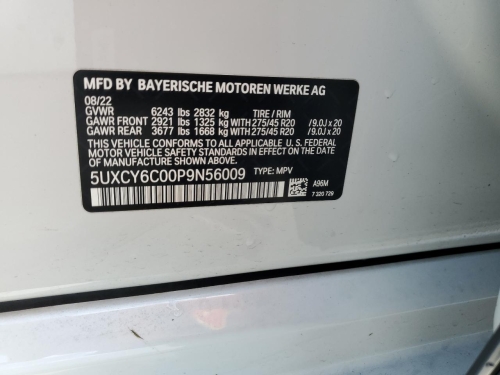 MFD BY BAYERISCHE MOTOREN WERKE AG
08/22
GVWR 6243 lbs 2832 kg TIRE / RIM
GAWR FRONT 2921 lbs 1325 kg WITH 275/45 R20 / 9.0J x 20
GAWR REAR 3677 lbs 1668 kg WITH 275/45 R20 / 9.0J x 20
THIS VEHICLE CONFORMS TO ALL APPLICABLE U.S. FEDERAL
MOTOR VEHICLE SAFETY STANDARDS IN EFFECT ON THE DATE OF
MANUFACTURE SHOWN ABOVE.
5UXCY6C00P9N56009 TYPE: MPV
A96M
7 320 729